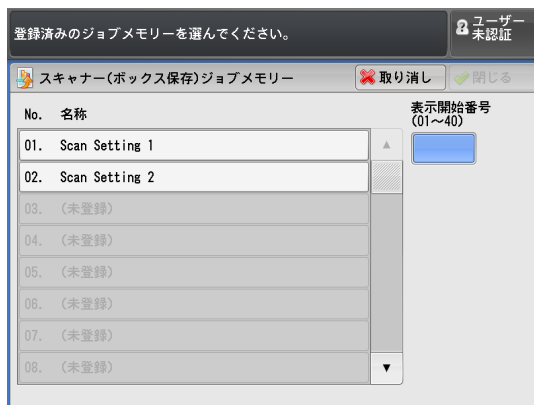 登録済みのジョブメモリーを選んでください。
ユーザー
未認証
スキャナー(ボックス保存)ジョブメモリー
取り消し
閉じる
No. 名称
表示開始番号
(01～40)
01. Scan Setting 1
02. Scan Setting 2
03. (未登録)
04. (未登録)
05. (未登録)
06. (未登録)
07. (未登録)
08. (未登録)